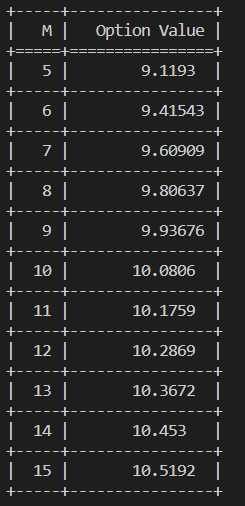 +-----+----------------+
|   M |   Option Value |
+=====+================+
|   5 |        9.1193  |
+-----+----------------+
|   6 |        9.41543 |
+-----+----------------+
|   7 |        9.60909 |
+-----+----------------+
|   8 |        9.80637 |
+-----+----------------+
|   9 |        9.93676 |
+-----+----------------+
|  10 |       10.0806  |
+-----+----------------+
|  11 |       10.1759  |
+-----+----------------+
|  12 |       10.2869  |
+-----+----------------+
|  13 |       10.3672  |
+-----+----------------+
|  14 |       10.453   |
+-----+----------------+
|  15 |       10.5192  |
+-----+----------------+